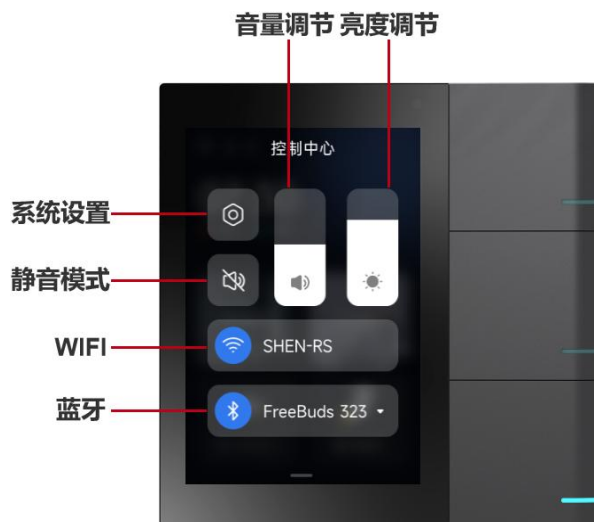 音量调节 亮度调节
控制中心
系统设置
静音模式
WIFI
SHEN-RS
蓝牙
FreeBuds 323